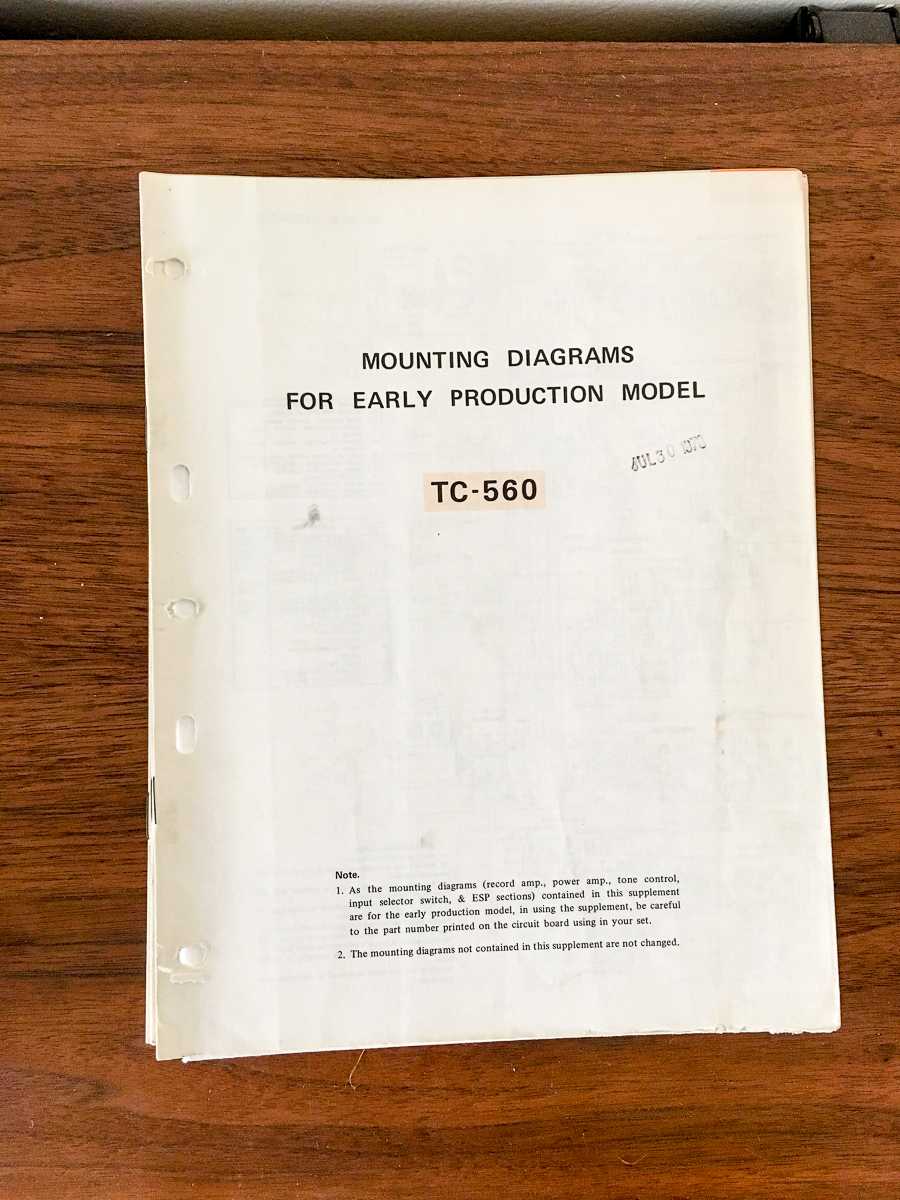 MOUNTING DIAGRAMS
FOR EARLY PRODUCTION MODEL
JUL 30 1970
TC-560
Note.
1. As the mounting diagrams (record amp., power amp., tone control,
input selector switch, & ESP sections) contained in this supplement
are for the early production model, in using the supplement, be careful
to the part number printed on the circuit board using in your set.
2. The mounting diagrams not contained in this supplement are not changed.